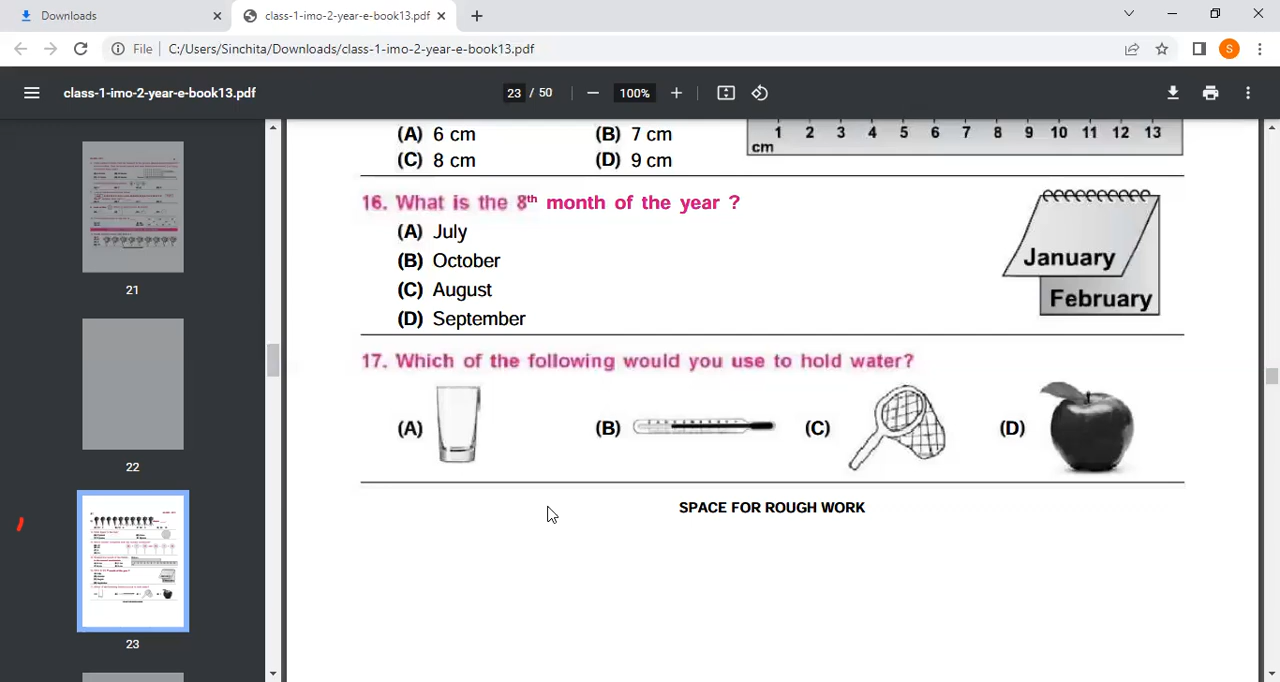 Downloads
class-1-imo-2-year-e-book13.pdf
File
C:/Users/Sinchita/Downloads/class-1-imo-2-year-e-book13.pdf
S
class-1-imo-2-year-e-book13.pdf
23 / 50
100%
21
22
23
(A) 6 cm (B) 7 cm
(C) 8 cm (D) 9 cm
1 2 3 4 5 6 7 8 9 10 11 12 13
cm
16. What is the 8th month of the year ?
(A) July
(B) October
(C) August
(D) September
January
February
17. Which of the following would you use to hold water?
(A) (B) (C) (D)
SPACE FOR ROUGH WORK